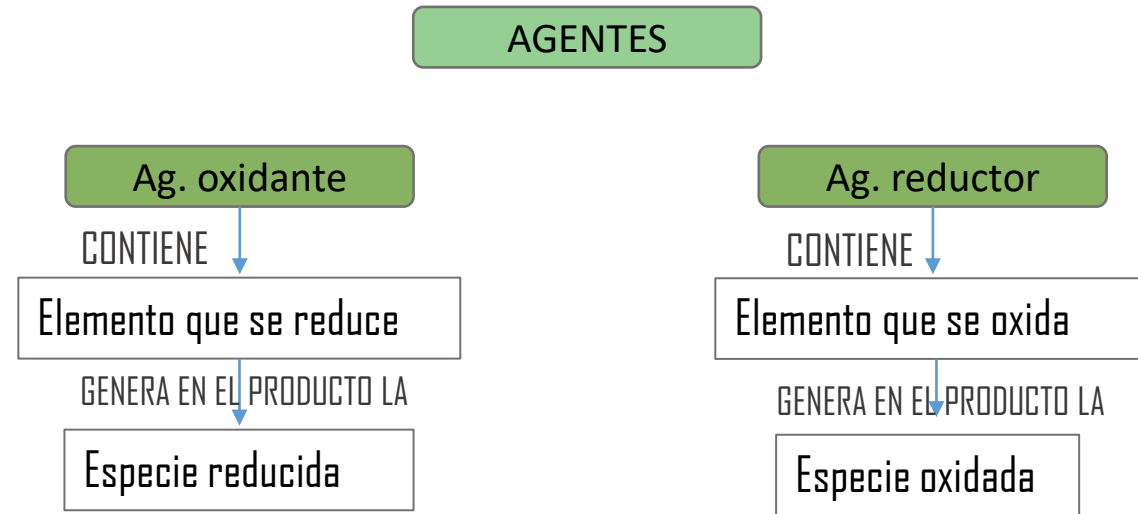 AGENTES
Ag. oxidante
CONTIENE
Elemento que se reduce
GENERA EN EL PRODUCTO LA
Especie reducida
Ag. reductor
CONTIENE
Elemento que se oxida
GENERA EN EL PRODUCTO LA
Especie oxidada